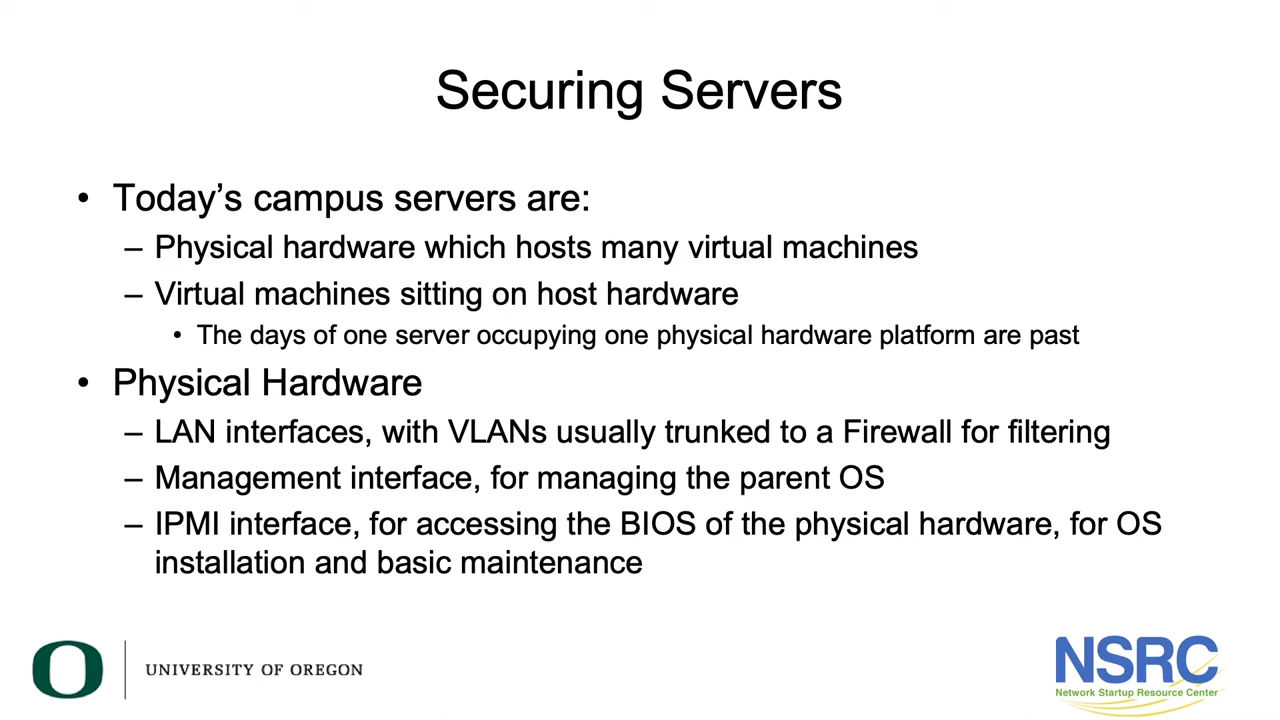 Securing Servers
• Today’s campus servers are:
– Physical hardware which hosts many virtual machines
– Virtual machines sitting on host hardware
• The days of one server occupying one physical hardware platform are past
• Physical Hardware
– LAN interfaces, with VLANs usually trunked to a Firewall for filtering
– Management interface, for managing the parent OS
– IPMI interface, for accessing the BIOS of the physical hardware, for OS
installation and basic maintenance
O
UNIVERSITY OF OREGON
NSRC
Network Startup Resource Center